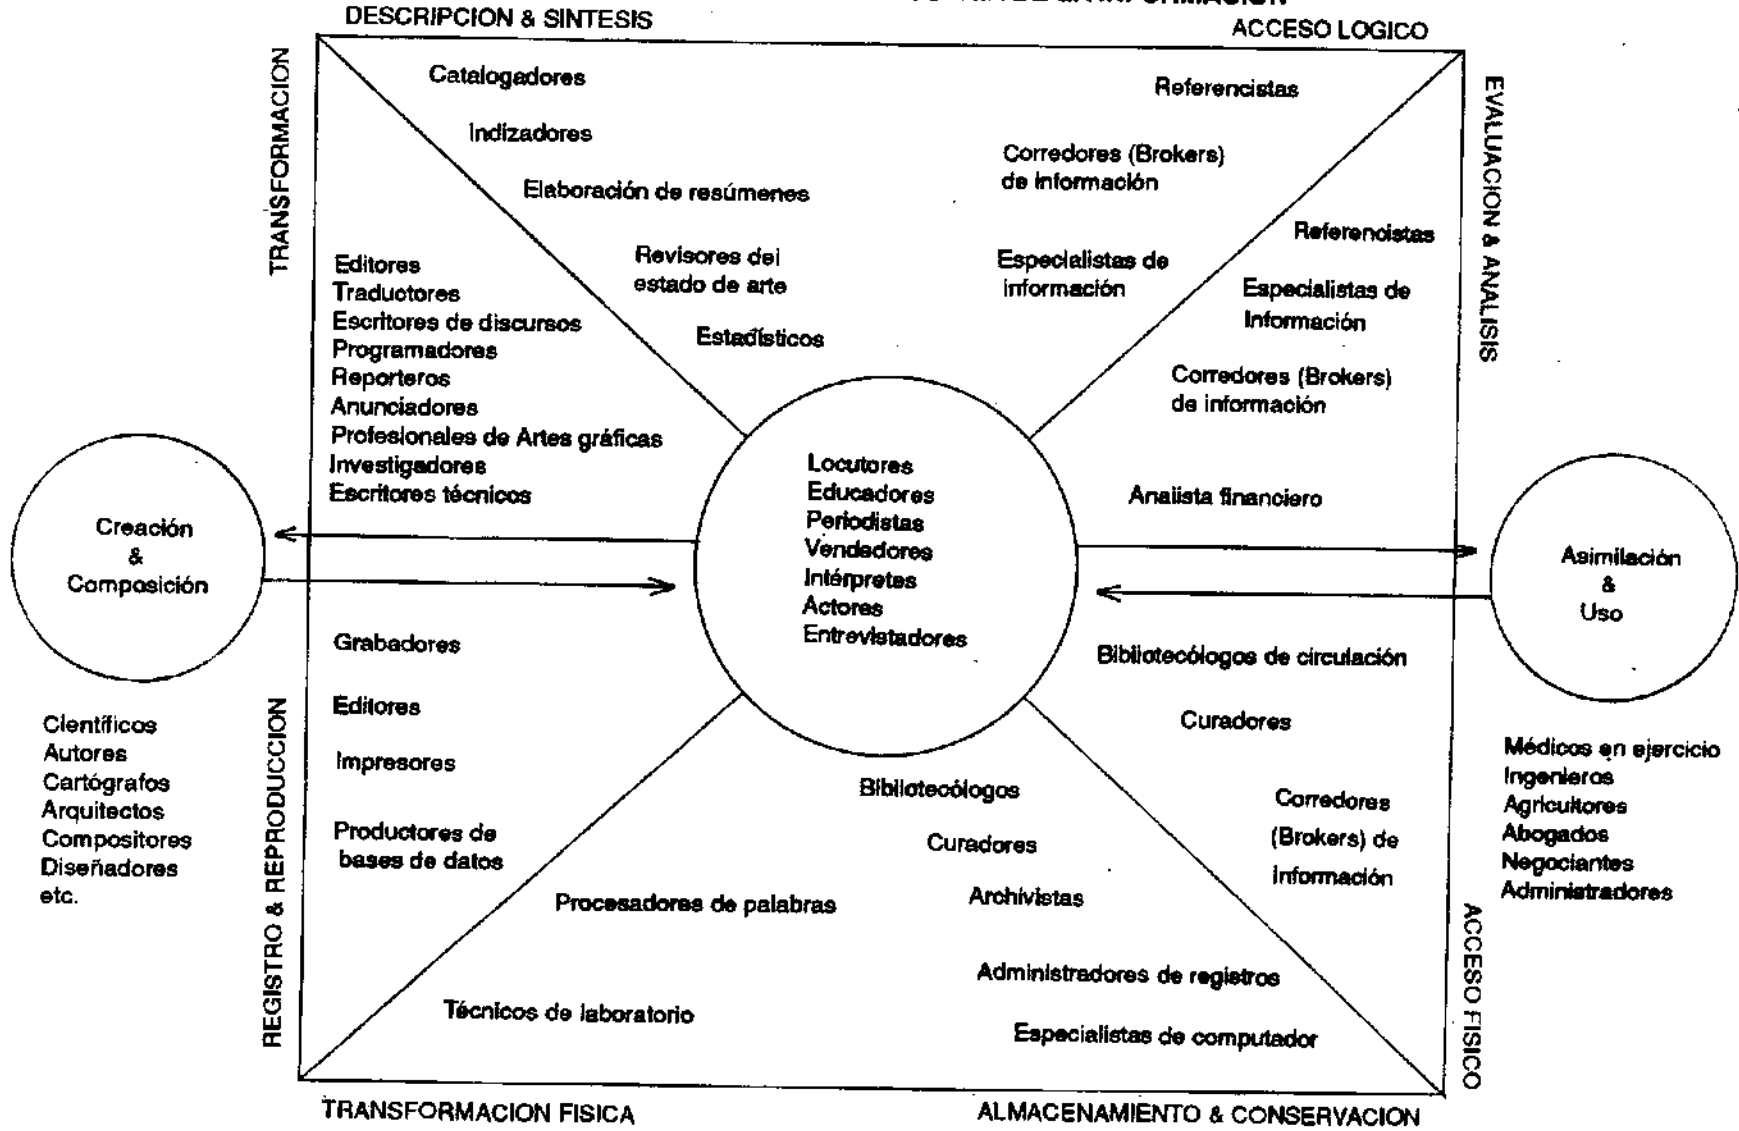 DE LA INFORMACION
DESCRIPCION & SINTESIS
ACCESO LOGICO
TRANSFORMACION
EVALUACION & ANALISIS
Catalogadores
Indizadores
Elaboración de resúmenes
Revisores del
estado de arte
Estadísticos
Referencistas
Corredores (Brokers)
de información
Especialistas de
información
Referencistas
Especialistas de
Información
Corredores (Brokers)
de información
Analista financiero
Editores
Traductores
Escritores de discursos
Programadores
Reporteros
Anunciadores
Profesionales de Artes gráficas
Investigadores
Escritores técnicos
Creación
&
Composición
Locutores
Educadores
Periodistas
Vendedores
Intérpretes
Actores
Entrevistadores
Asimilación
&
Uso
Científicos
Autores
Cartógrafos
Arquitectos
Compositores
Diseñadores
etc.
REGISTRO & REPRODUCCION
Grabadores
Editores
Impresores
Productores de
bases de datos
Procesadores de palabras
Técnicos de laboratorio
Bibliotecólogos
Curadores
Archivistas
Administradores de registros
Especialistas de computador
Bibliotecólogos de circulación
Curadores
Corredores
(Brokers) de
información
Médicos en ejercicio
Ingenieros
Agricultores
Abogados
Negociantes
Administradores
ACCESO FISICO
TRANSFORMACION FISICA
ALMACENAMIENTO & CONSERVACION